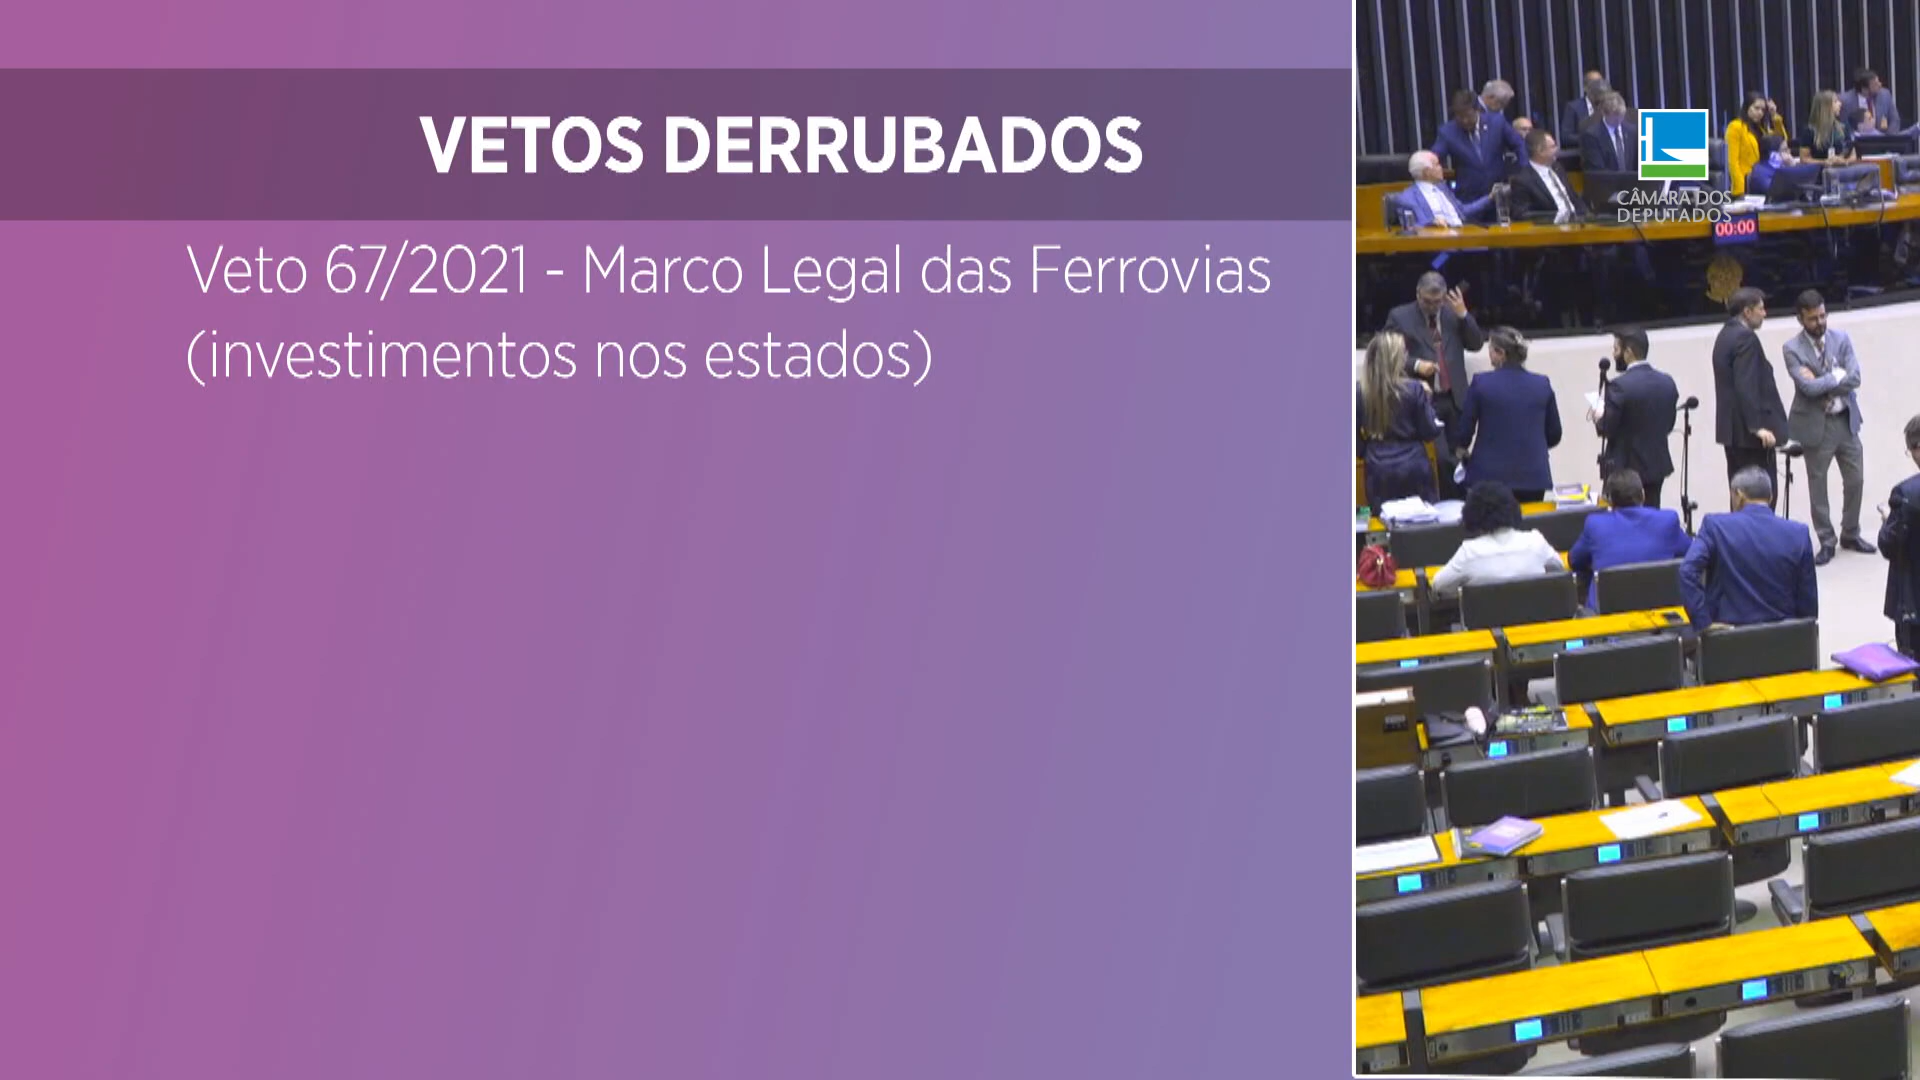 VETOS DERRUBADOS
Veto 67/2021 - Marco Legal das Ferrovias
(investimentos nos estados)
CÂMARA DOS
DEPUTADOS
00:00